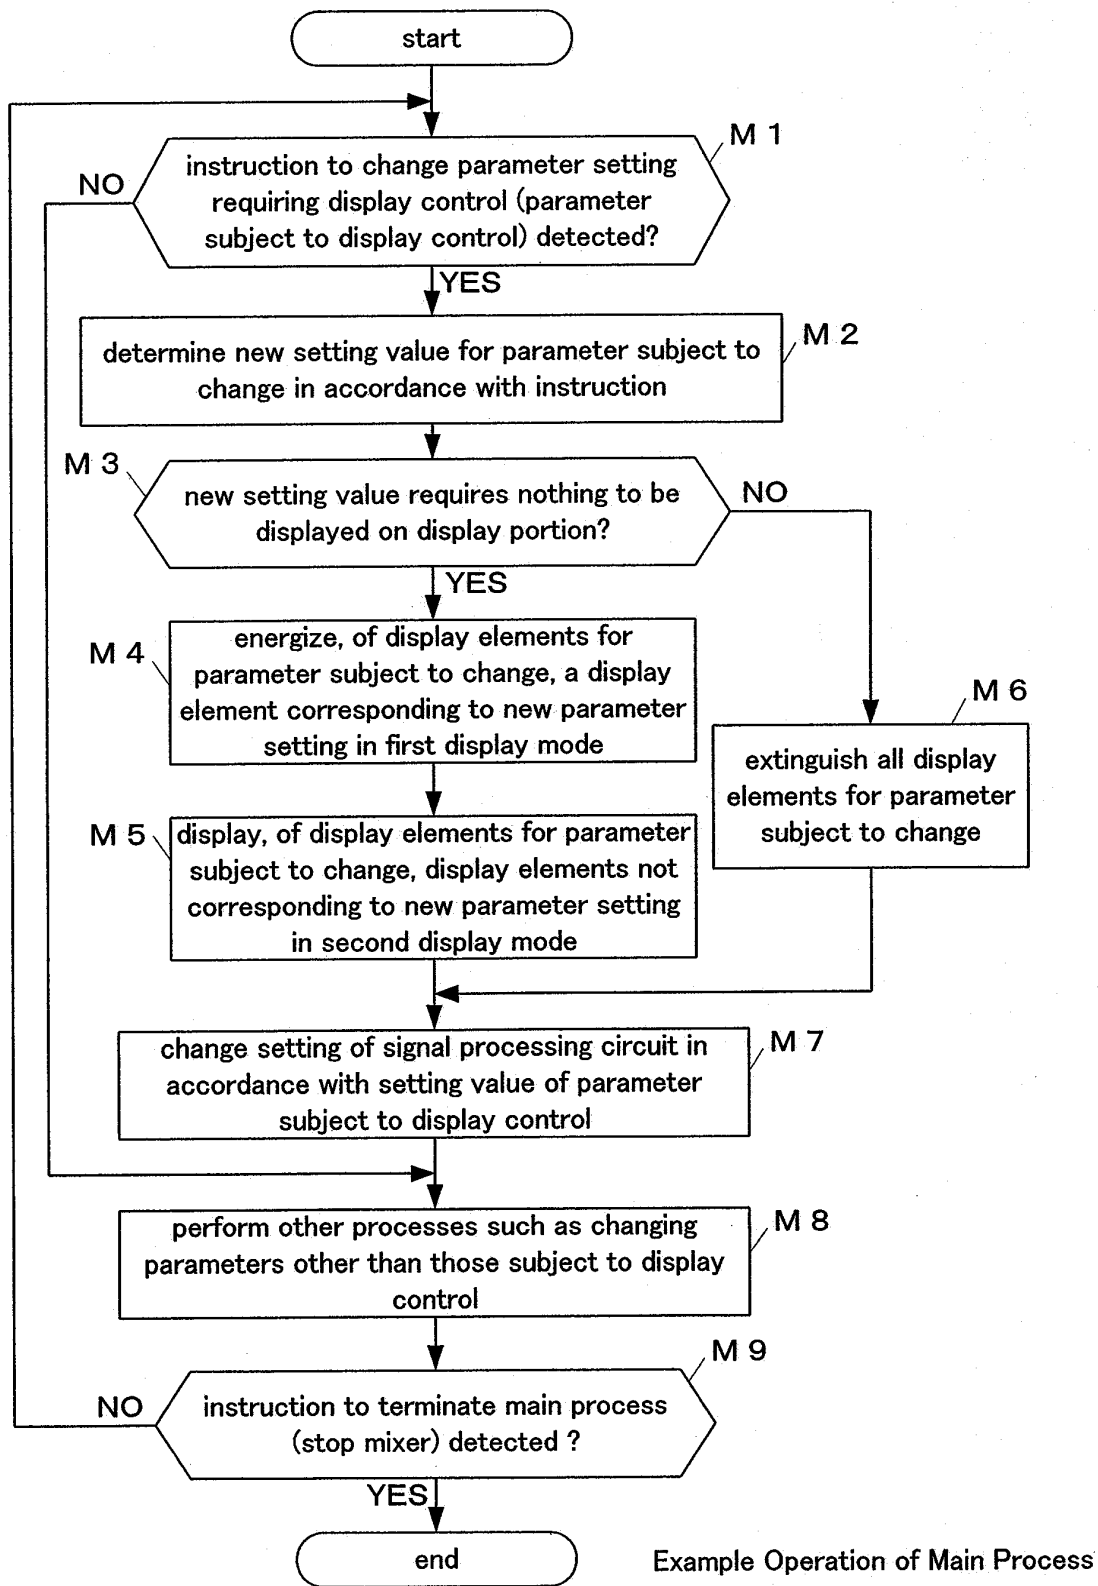 start
M 1
instruction to change parameter setting
requiring display control (parameter
subject to display control) detected?
NO
YES
M 2
determine new setting value for parameter subject to
change in accordance with instruction
M 3
new setting value requires nothing to be
displayed on display portion?
NO
YES
M 4
energize, of display elements for
parameter subject to change, a display
element corresponding to new parameter
setting in first display mode
M 6
extinguish all display
elements for parameter
subject to change
M 5
display, of display elements for parameter
subject to change, display elements not
corresponding to new parameter setting
in second display mode
M 7
change setting of signal processing circuit in
accordance with setting value of parameter
subject to display control
M 8
perform other processes such as changing
parameters other than those subject to display
control
M 9
instruction to terminate main process
(stop mixer) detected ?
NO
YES
end
Example Operation of Main Process